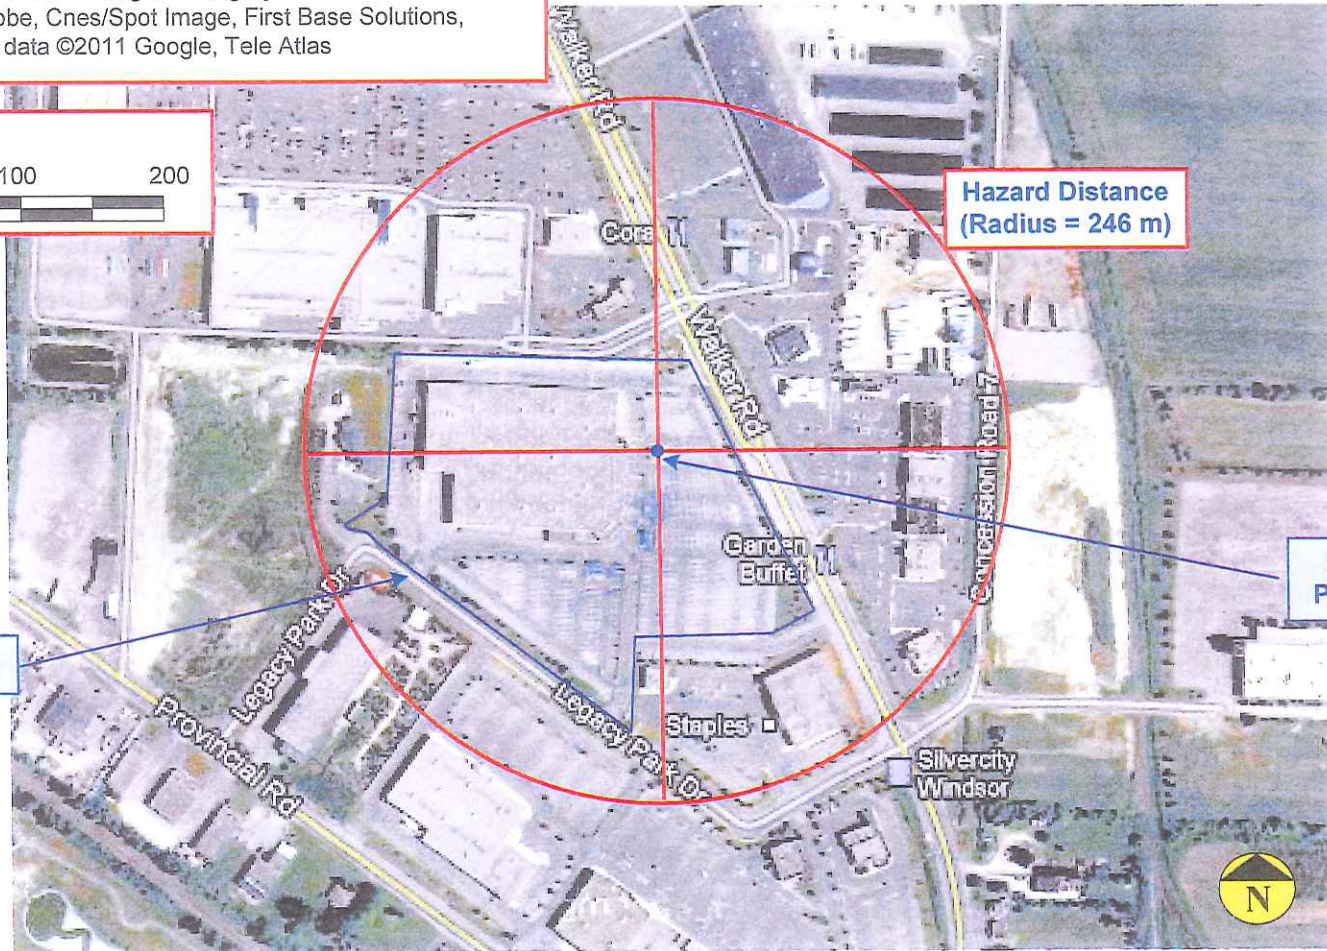 obe, Cnes/Spot Image, First Base Solutions,
data ©2011 Google, Tele Atlas
100 200
Hazard Distance
(Radius = 246 m)
Walker Rd
Cora
Walker Rd
Concession Road 7
Garden
Buffet
P
Legacy Park Dr
Legacy Park Dr
Staples
Provincial Rd
Silvercity
Windsor
N